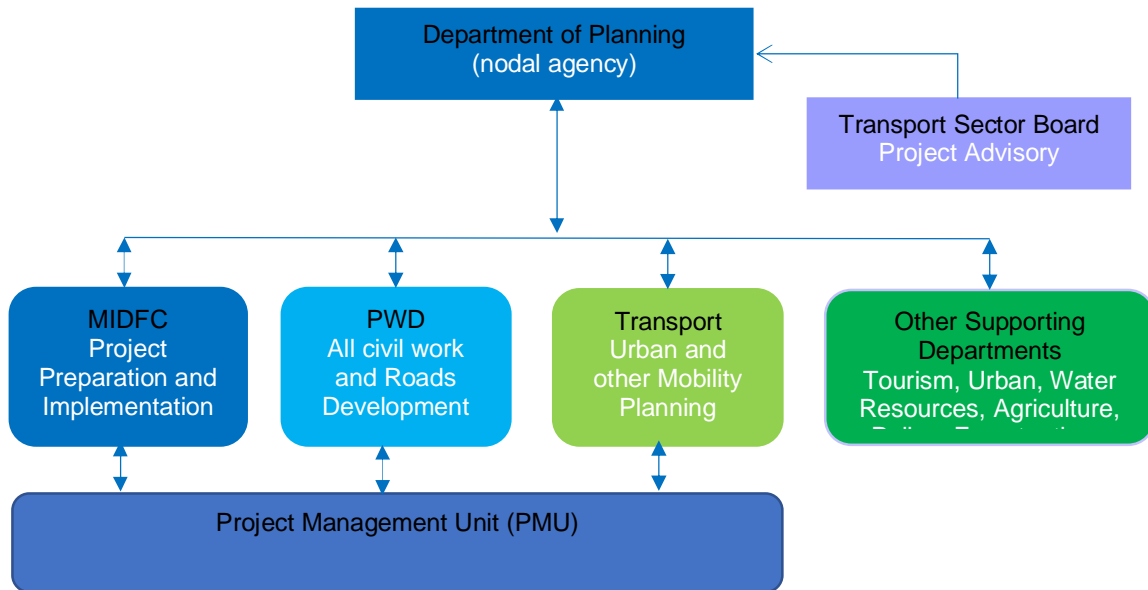 Department of Planning
(nodal agency)
Transport Sector Board
Project Advisory
MIDFC
Project
Preparation and
Implementation
PWD
All civil work
and Roads
Development
Transport
Urban and
other Mobility
Planning
Other Supporting
Departments
Tourism, Urban, Water
Resources, Agriculture,
Project Management Unit (PMU)